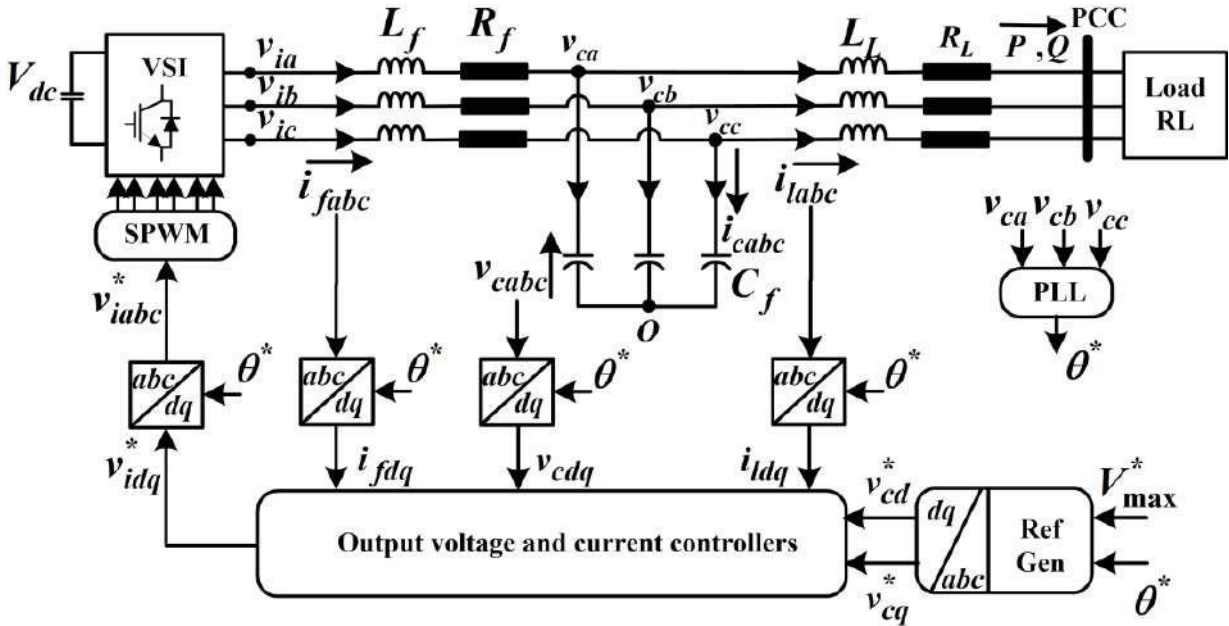 L_f R_f v_ca L_L R_L P , Q PCC
V_dc VSI v_ia v_ib v_ic v_cb v_cc Load RL
i_fabc i_labc i_cabc
SPWM v_cabc C_f v_ca v_cb v_cc
v*_iabc O PLL
abc dq θ* abc dq θ* abc dq θ* abc dq θ* θ*
v*_idq i_fdq v_cdq i_ldq v*_cd V*_max
Output voltage and current controllers dq abc Ref Gen
v*_cq θ*